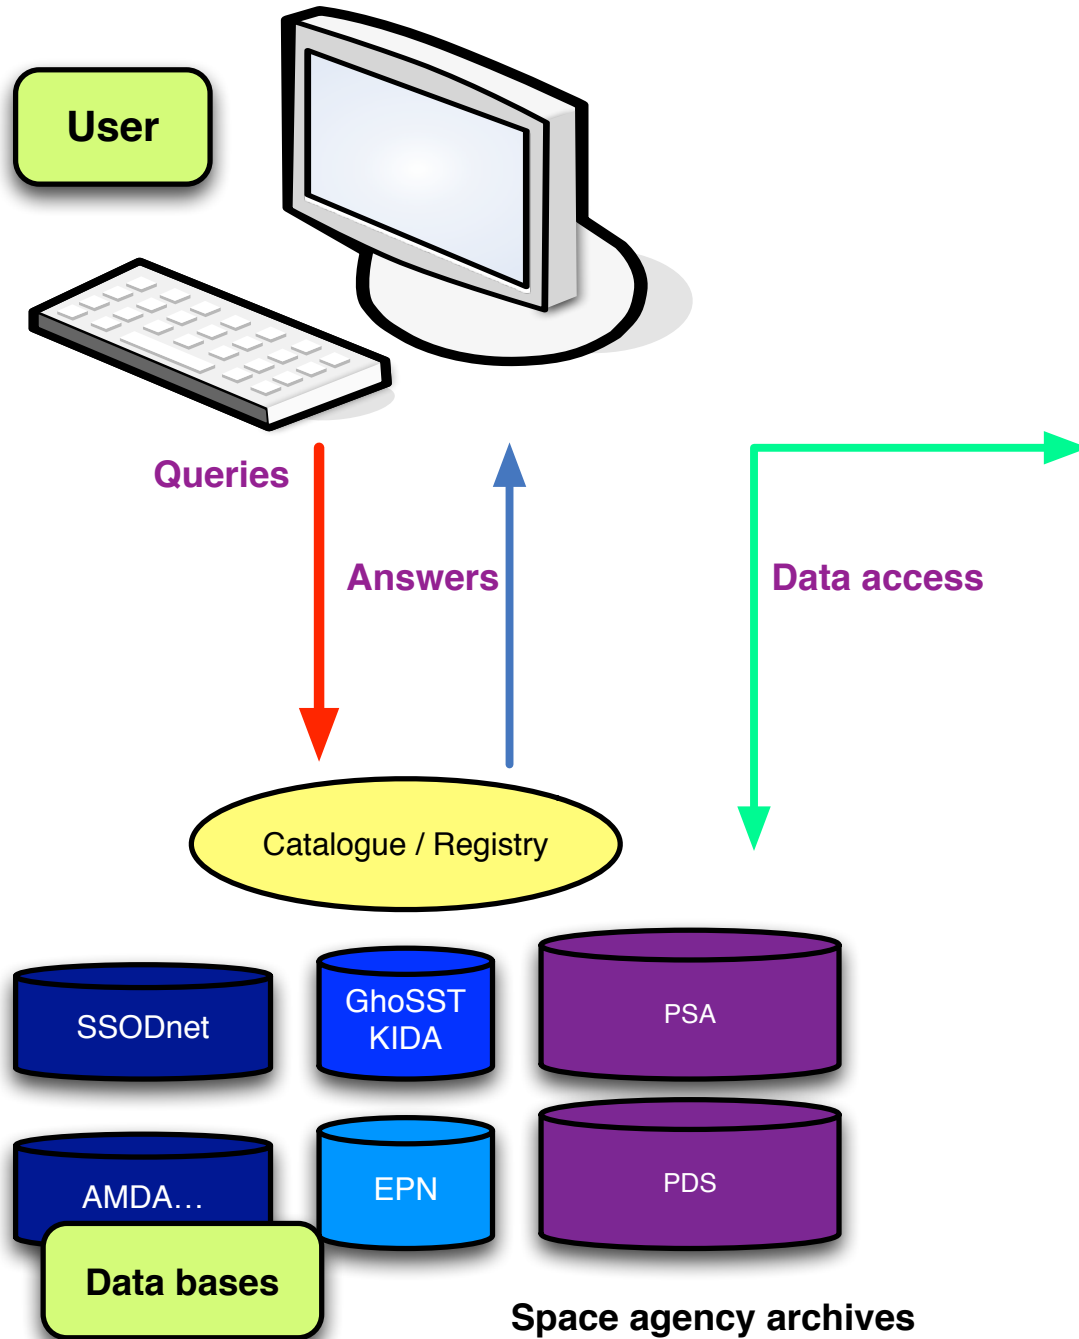 User
Queries
Answers
Data access
Catalogue / Registry
SSODnet
GhoSST
KIDA
PSA
AMDA...
EPN
PDS
Data bases
Space agency archives